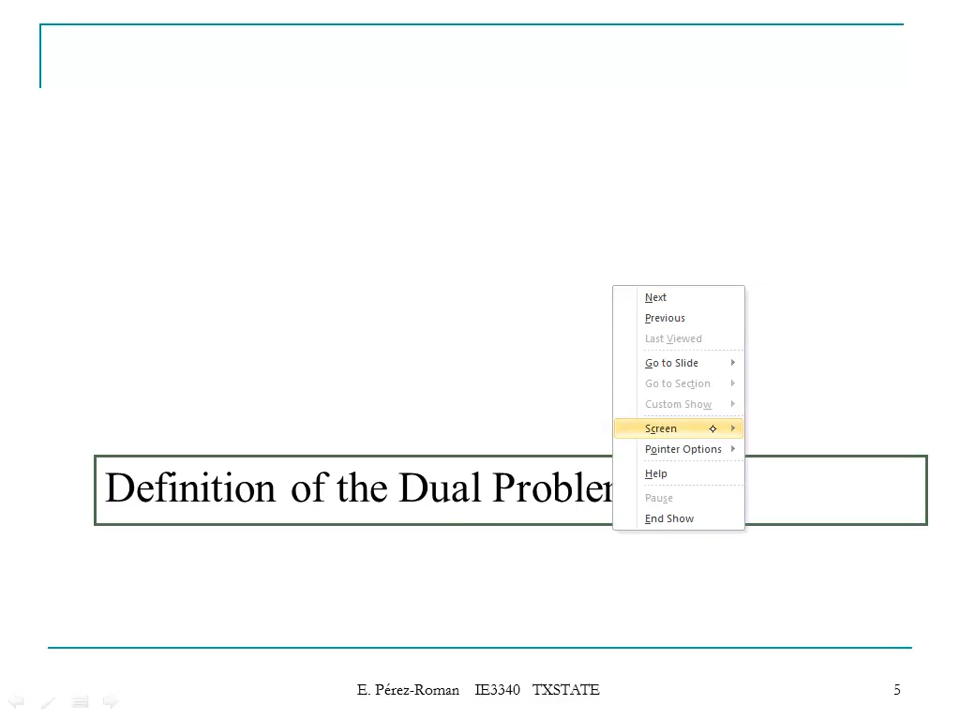 Next
Previous
Last Viewed
Go to Slide
Go to Section
Custom Show
Screen
Pointer Options
Definition of the Dual
Help
Pause
End Show
E. Pérez-Roman IE3340 TXSTATE 5